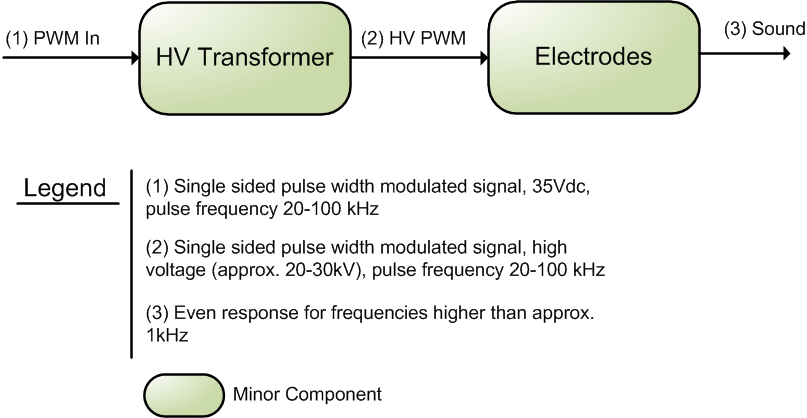 (1) PWM In
HV Transformer
(2) HV PWM
Electrodes
(3) Sound
Legend
(1) Single sided pulse width modulated signal, 35Vdc,
pulse frequency 20-100 kHz
(2) Single sided pulse width modulated signal, high
voltage (approx. 20-30kV), pulse frequency 20-100 kHz
(3) Even response for frequencies higher than approx.
1kHz
Minor Component